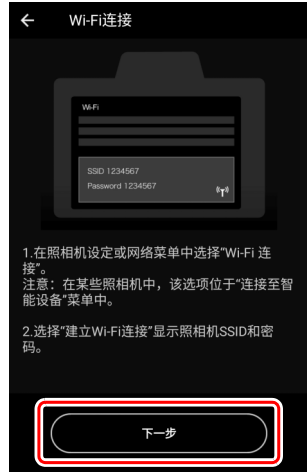 Wi-Fi连接
Wi-Fi
SSID 1234567
Password 1234567
1.在照相机设定或网络菜单中选择“Wi-Fi 连
接”。
注意：在某些照相机中，该选项位于“连接至智
能设备”菜单中。
2.选择“建立Wi-Fi连接”显示照相机SSID和密
码。
下一步